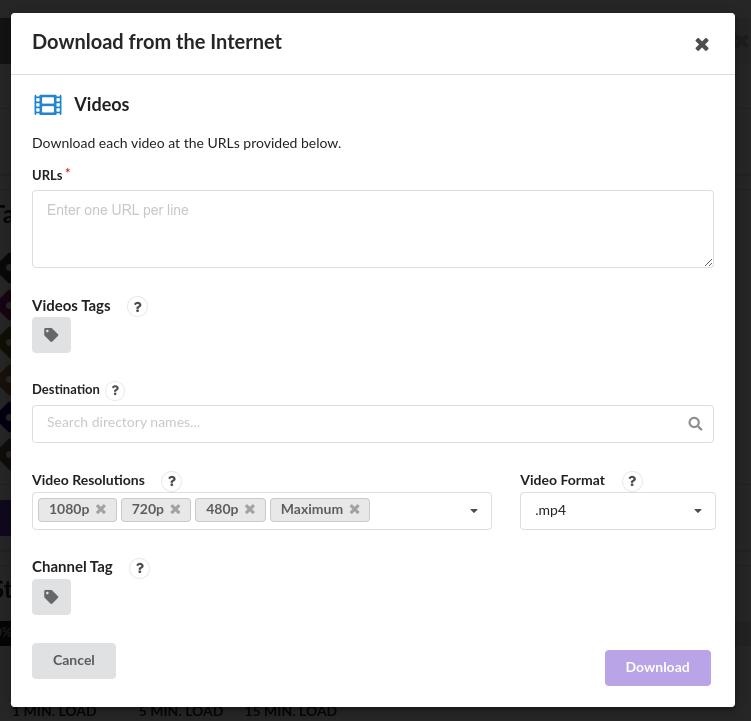 Download from the Internet
Videos
Download each video at the URLs provided below.
URLs *
Enter one URL per line
Videos Tags ?
Destination ?
Search directory names...
Video Resolutions ? Video Format ?
1080p 720p 480p Maximum .mp4
Channel Tag ?
Cancel Download
1 MIN. LOAD 5 MIN. LOAD 15 MIN. LOAD